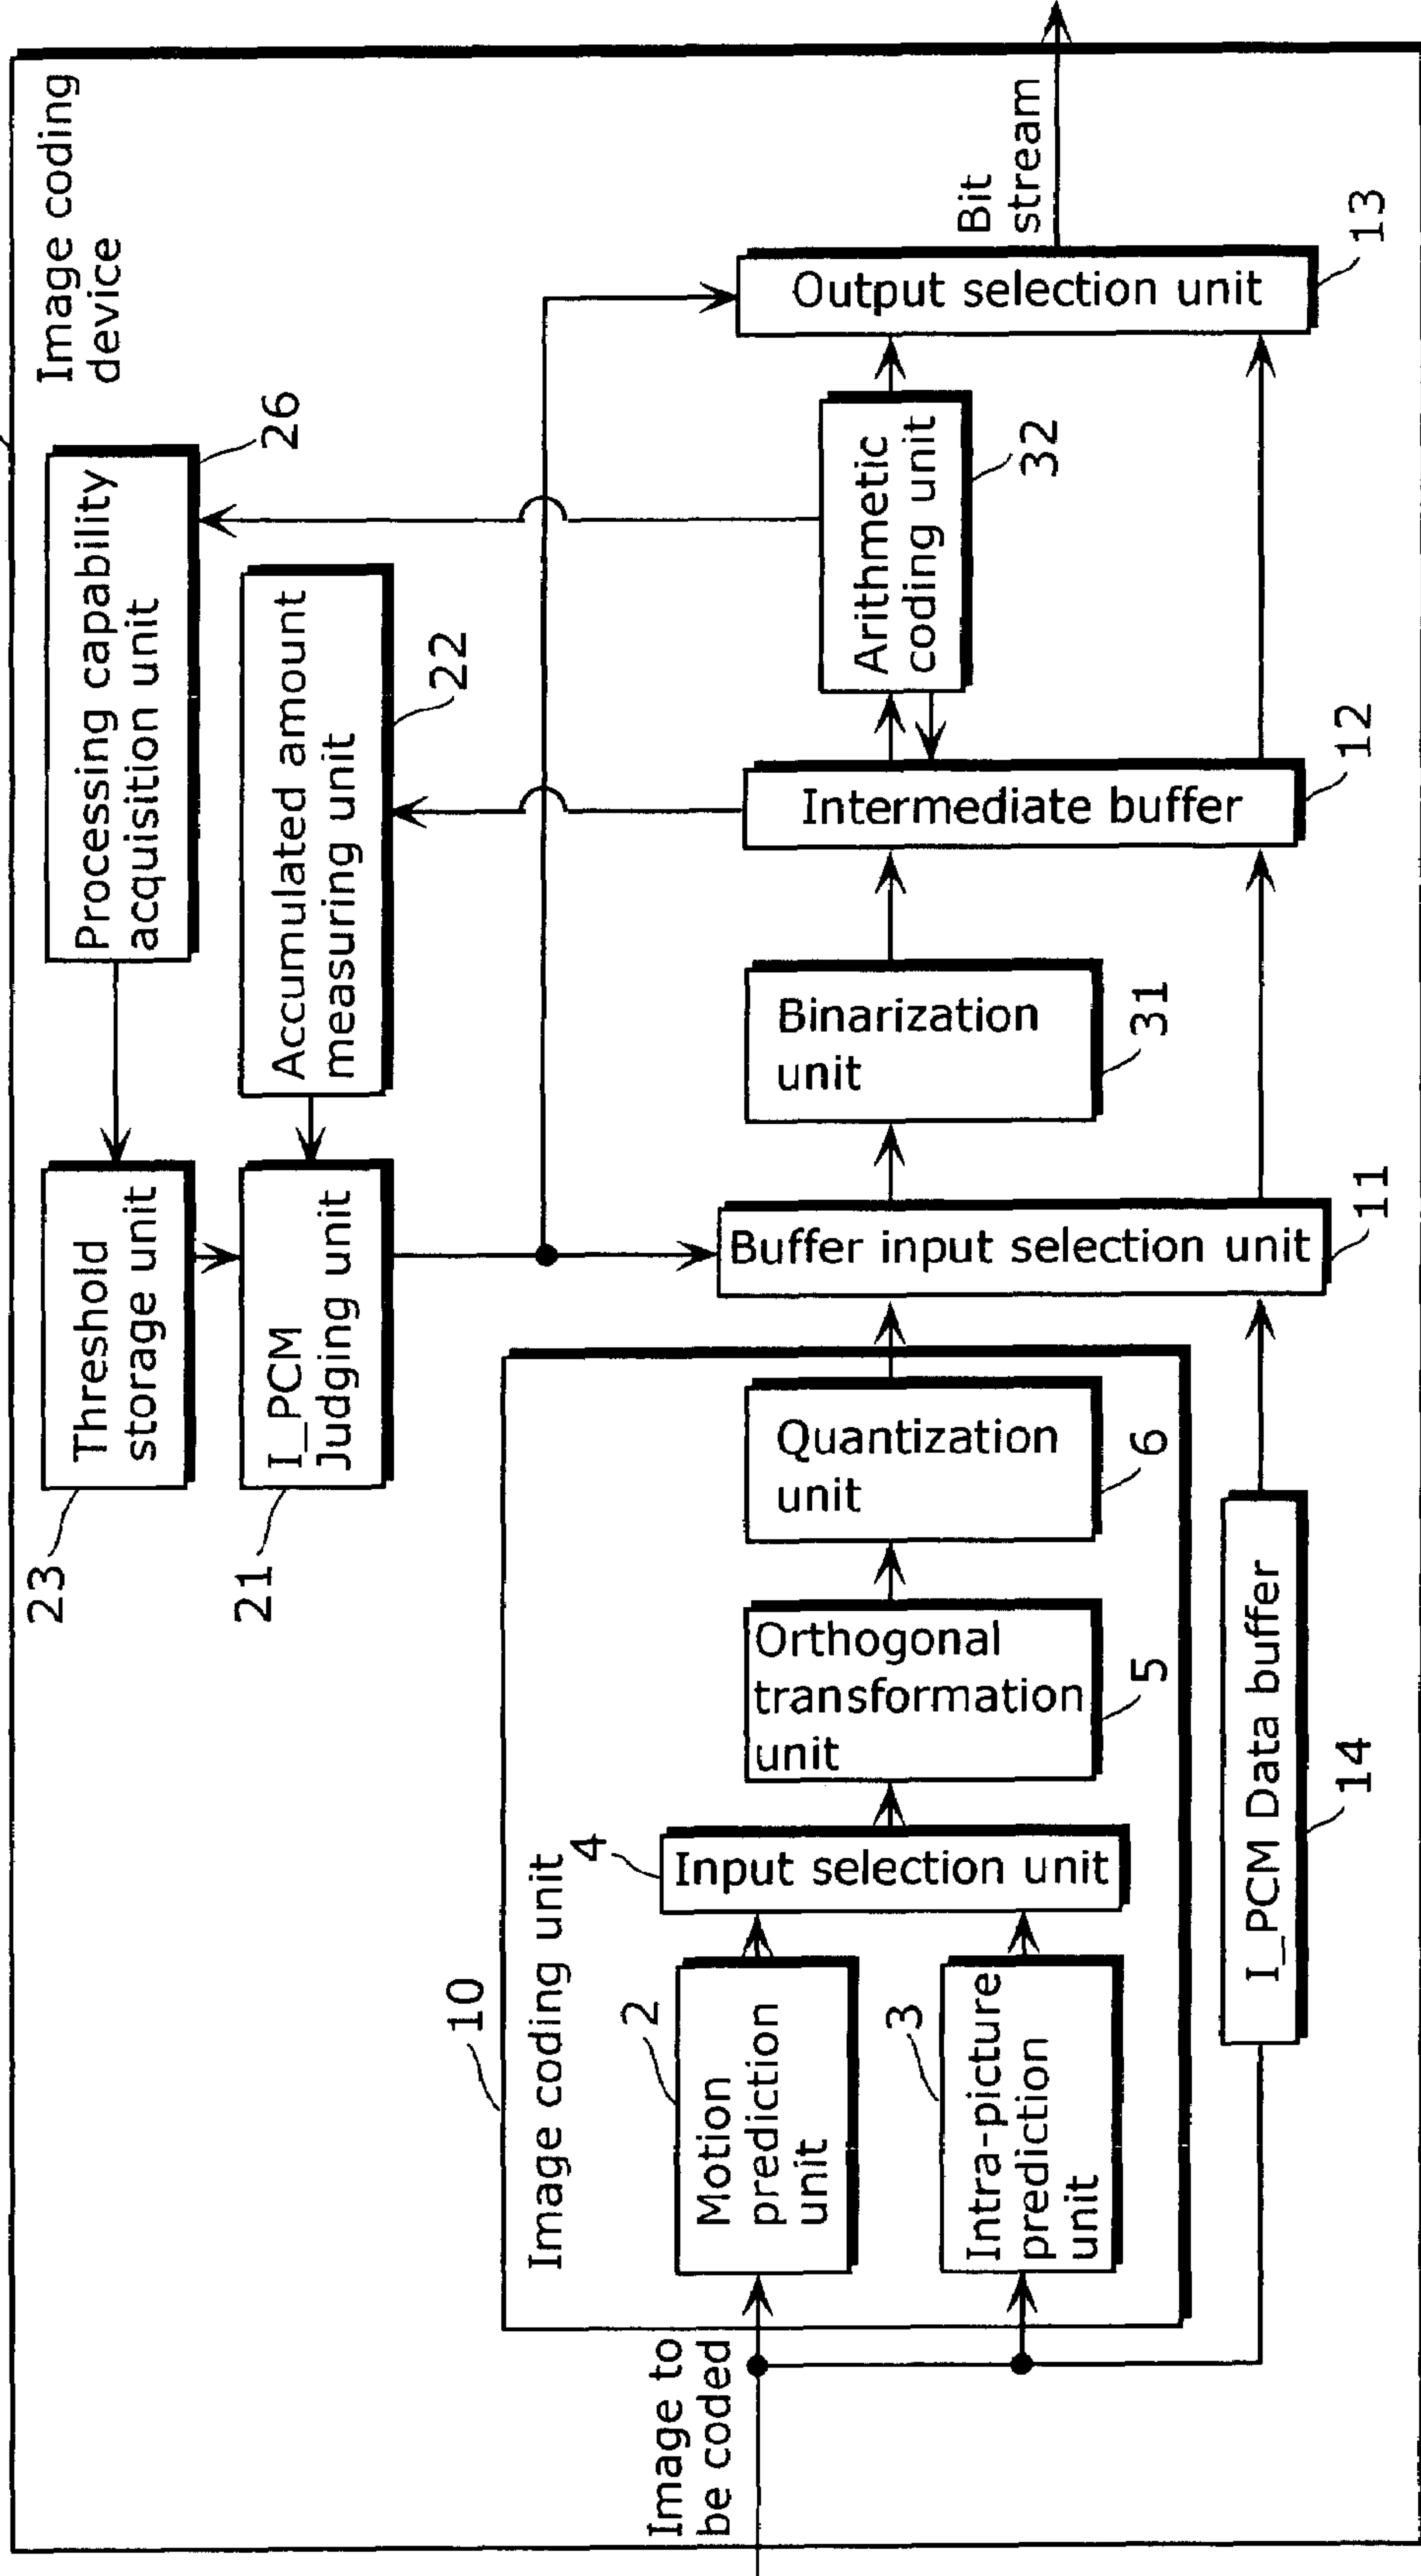 Image coding
device
23
Threshold
storage unit
Processing capability
acquisition unit
26
21
I_PCM
Judging unit
Accumulated amount
measuring unit
22
10
Image coding unit
Image to
be coded
2
Motion
prediction
unit
3
Intra-picture
prediction
unit
4
Input selection unit
Orthogonal
transformation
unit
5
Quantization
unit
6
Buffer input selection unit
11
Binarization
unit
31
Intermediate buffer
12
Arithmetic
coding unit
32
Output selection unit
13
Bit
stream
I_PCM Data buffer
14